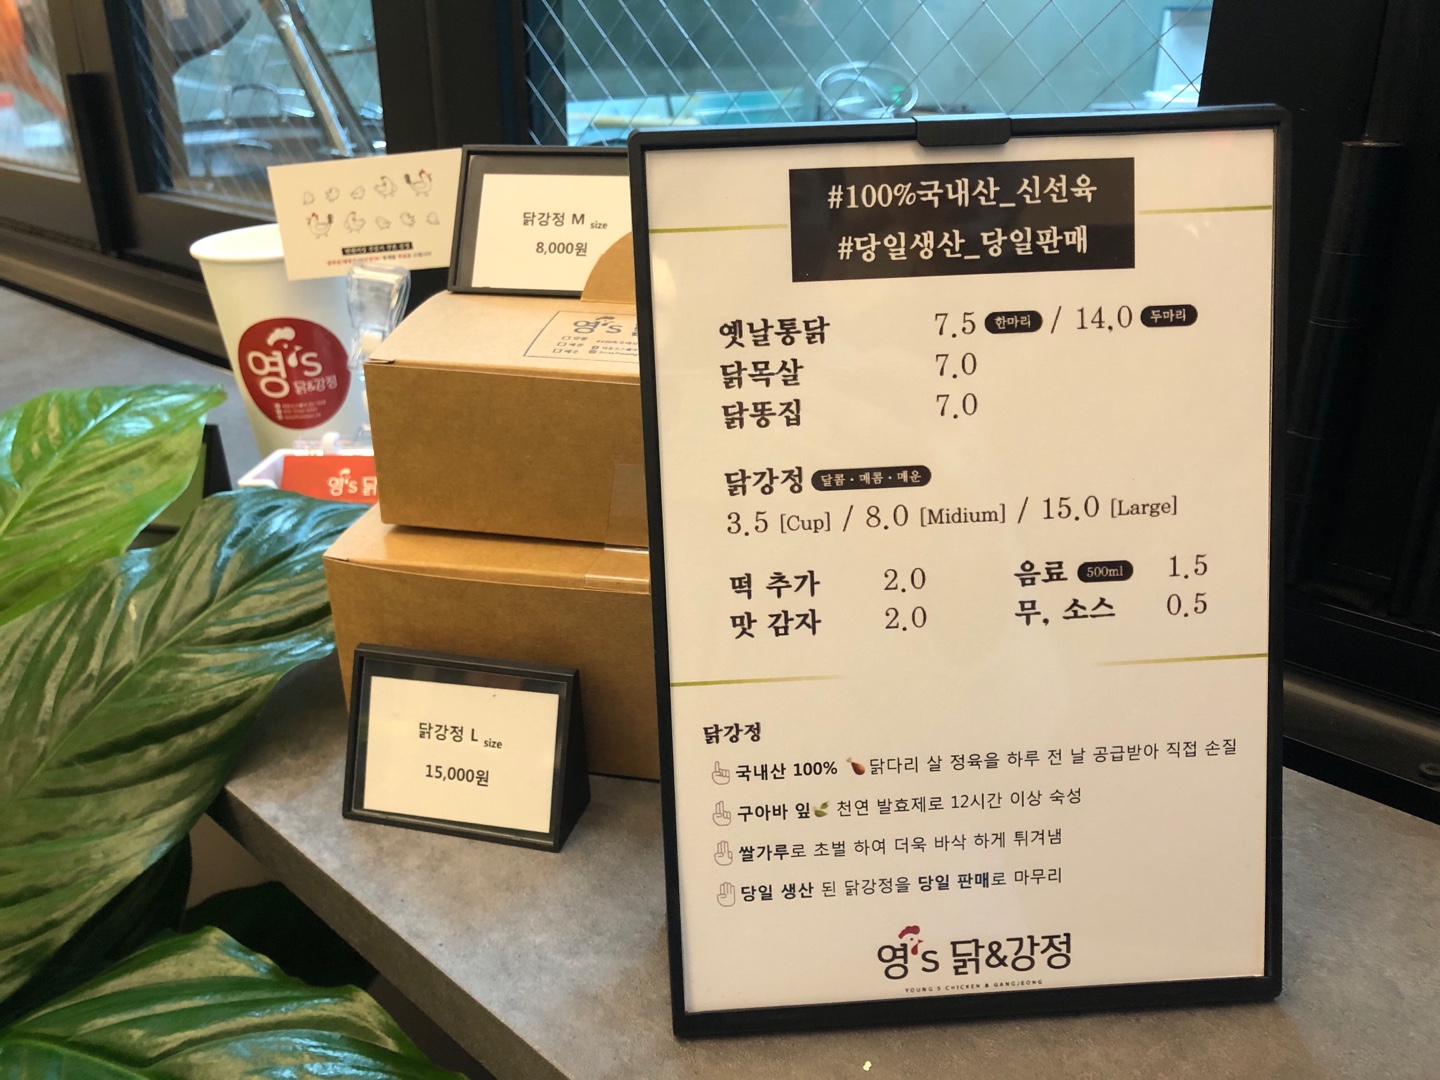 #100%국내산_신선육
#당일생산_당일판매
옛날통닭 7.5 한마리 / 14.0 두마리
닭목살 7.0
닭똥집 7.0
닭강정 달콤·매콤·매운
3.5 [Cup] / 8.0 [Midium] / 15.0 [Large]
떡 추가 2.0 음료 500ml 1.5
맛 감자 2.0 무, 소스 0.5
닭강정
국내산 100% 닭다리 살 정육을 하루 전 날 공급받아 직접 손질
구아바 잎 천연 발효제로 12시간 이상 숙성
쌀가루로 초벌 하여 더욱 바삭 하게 튀겨냄
당일 생산 된 닭강정을 당일 판매로 마무리
영's 닭&강정
YOUNG'S CHICKEN & GANGJEONG
닭강정 M size
8,000원
영's
닭강정 L size
15,000원
영's
닭&강정
영's 닭